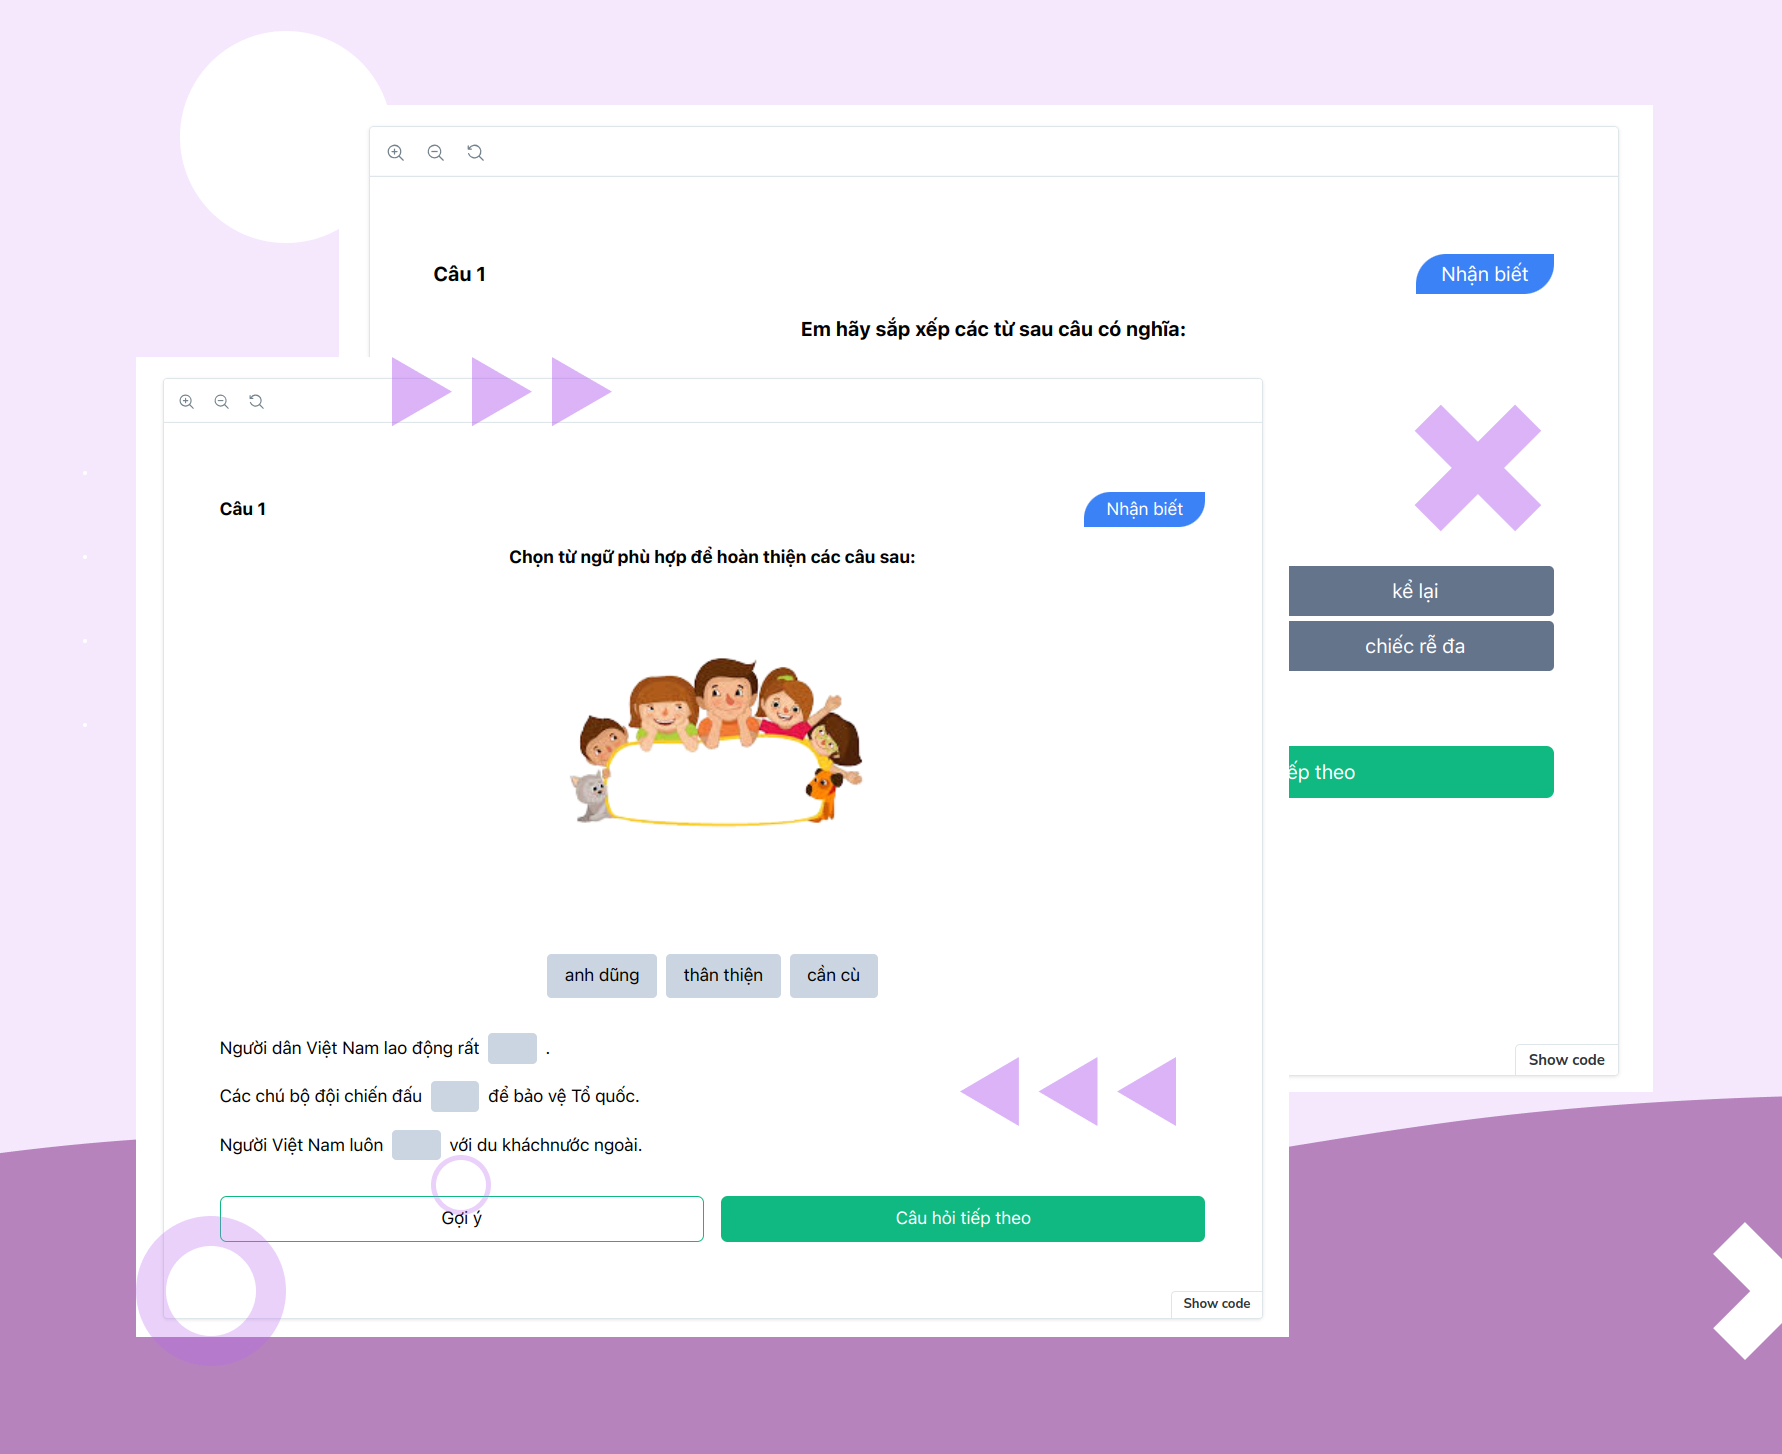 Câu 1
Nhận biết
Em hãy sắp xếp các từ sau câu có nghĩa:
kể lại
chiếc rễ đa
tiếp theo
Show code
Câu 1
Nhận biết
Chọn từ ngữ phù hợp để hoàn thiện các câu sau:
anh dũng
thân thiện
cần cù
Người dân Việt Nam lao động rất .
Các chú bộ đội chiến đấu để bảo vệ Tổ quốc.
Người Việt Nam luôn với du kháchnước ngoài.
Gợi ý
Câu hỏi tiếp theo
Show code